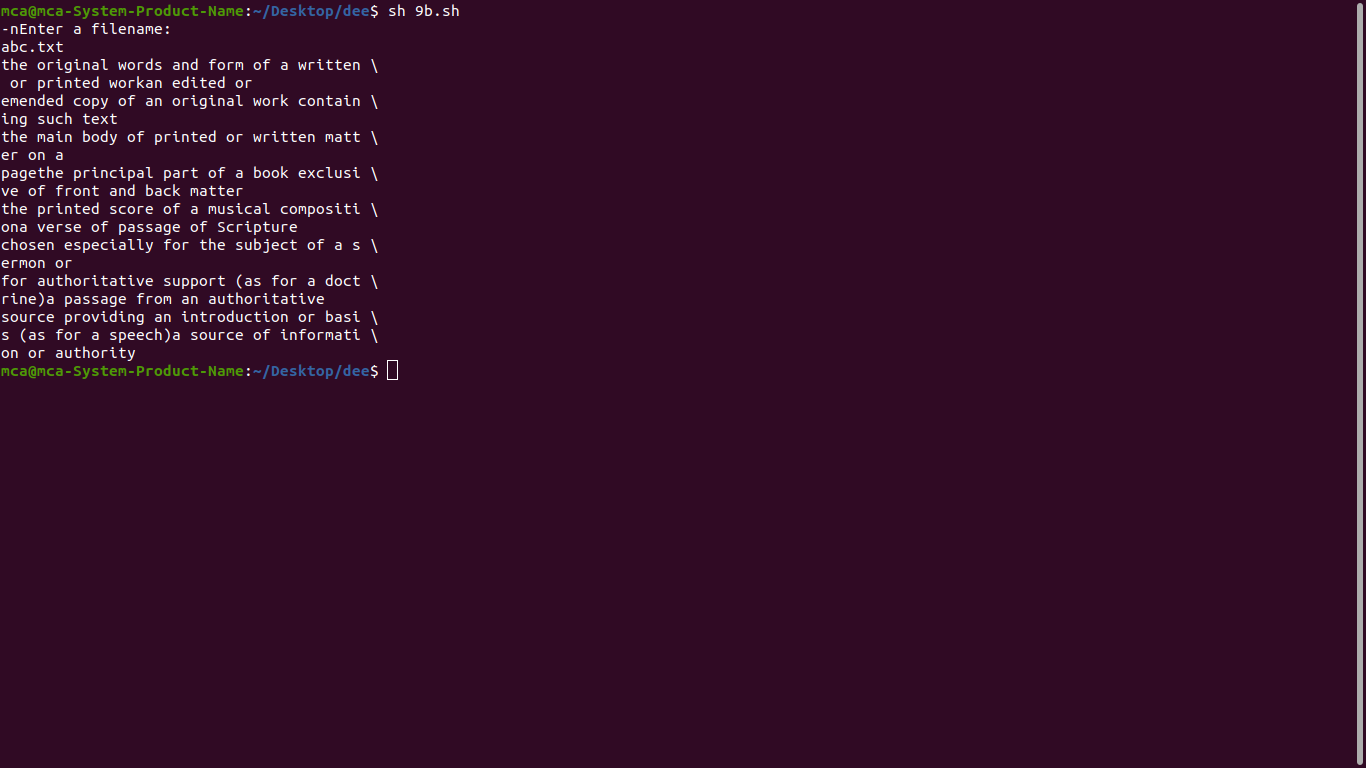 mca@mca-System-Product-Name:~/Desktop/dee$ sh 9b.sh
-nEnter a filename:
abc.txt
the original words and form of a written \
 or printed workan edited or
emended copy of an original work contain \
ing such text
the main body of printed or written matt \
er on a
pagethe principal part of a book exclusi \
ve of front and back matter
the printed score of a musical compositi \
ona verse of passage of Scripture
chosen especially for the subject of a s \
ermon or
for authoritative support (as for a doct \
rine)a passage from an authoritative
source providing an introduction or basi \
s (as for a speech)a source of informati \
on or authority
mca@mca-System-Product-Name:~/Desktop/dee$